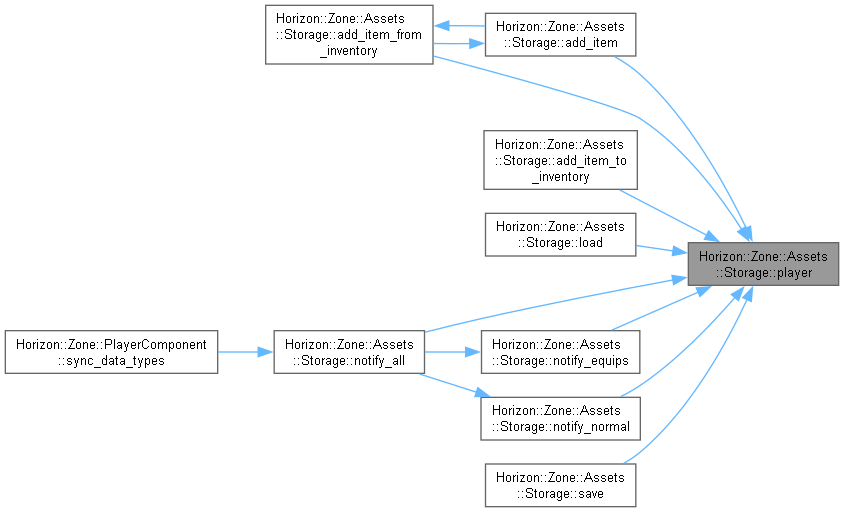 Horizon::Zone::Assets
::Storage::add_item_from
_inventory
Horizon::Zone::Assets
::Storage::add_item
Horizon::Zone::Assets
::Storage::add_item_to
_inventory
Horizon::Zone::Assets
::Storage::load
Horizon::Zone::Assets
::Storage::player
Horizon::Zone::PlayerComponent
::sync_data_types
Horizon::Zone::Assets
::Storage::notify_all
Horizon::Zone::Assets
::Storage::notify_equips
Horizon::Zone::Assets
::Storage::notify_normal
Horizon::Zone::Assets
::Storage::save